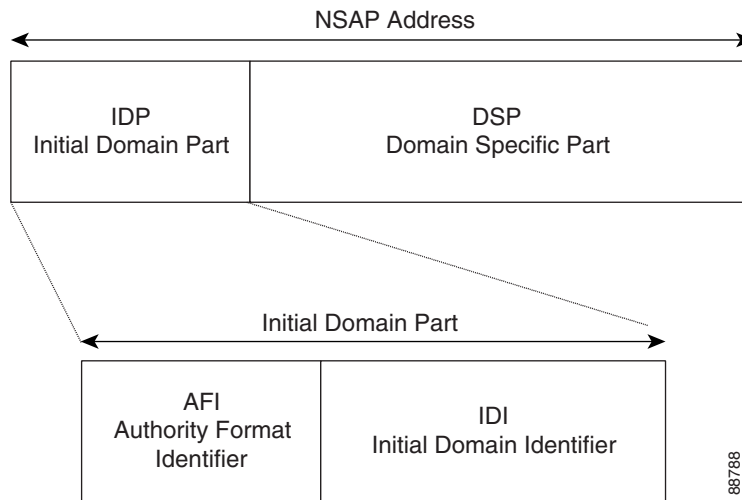 NSAP Address
IDP
Initial Domain Part
DSP
Domain Specific Part
Initial Domain Part
AFI
Authority Format
Identifier
IDI
Initial Domain Identifier
88788